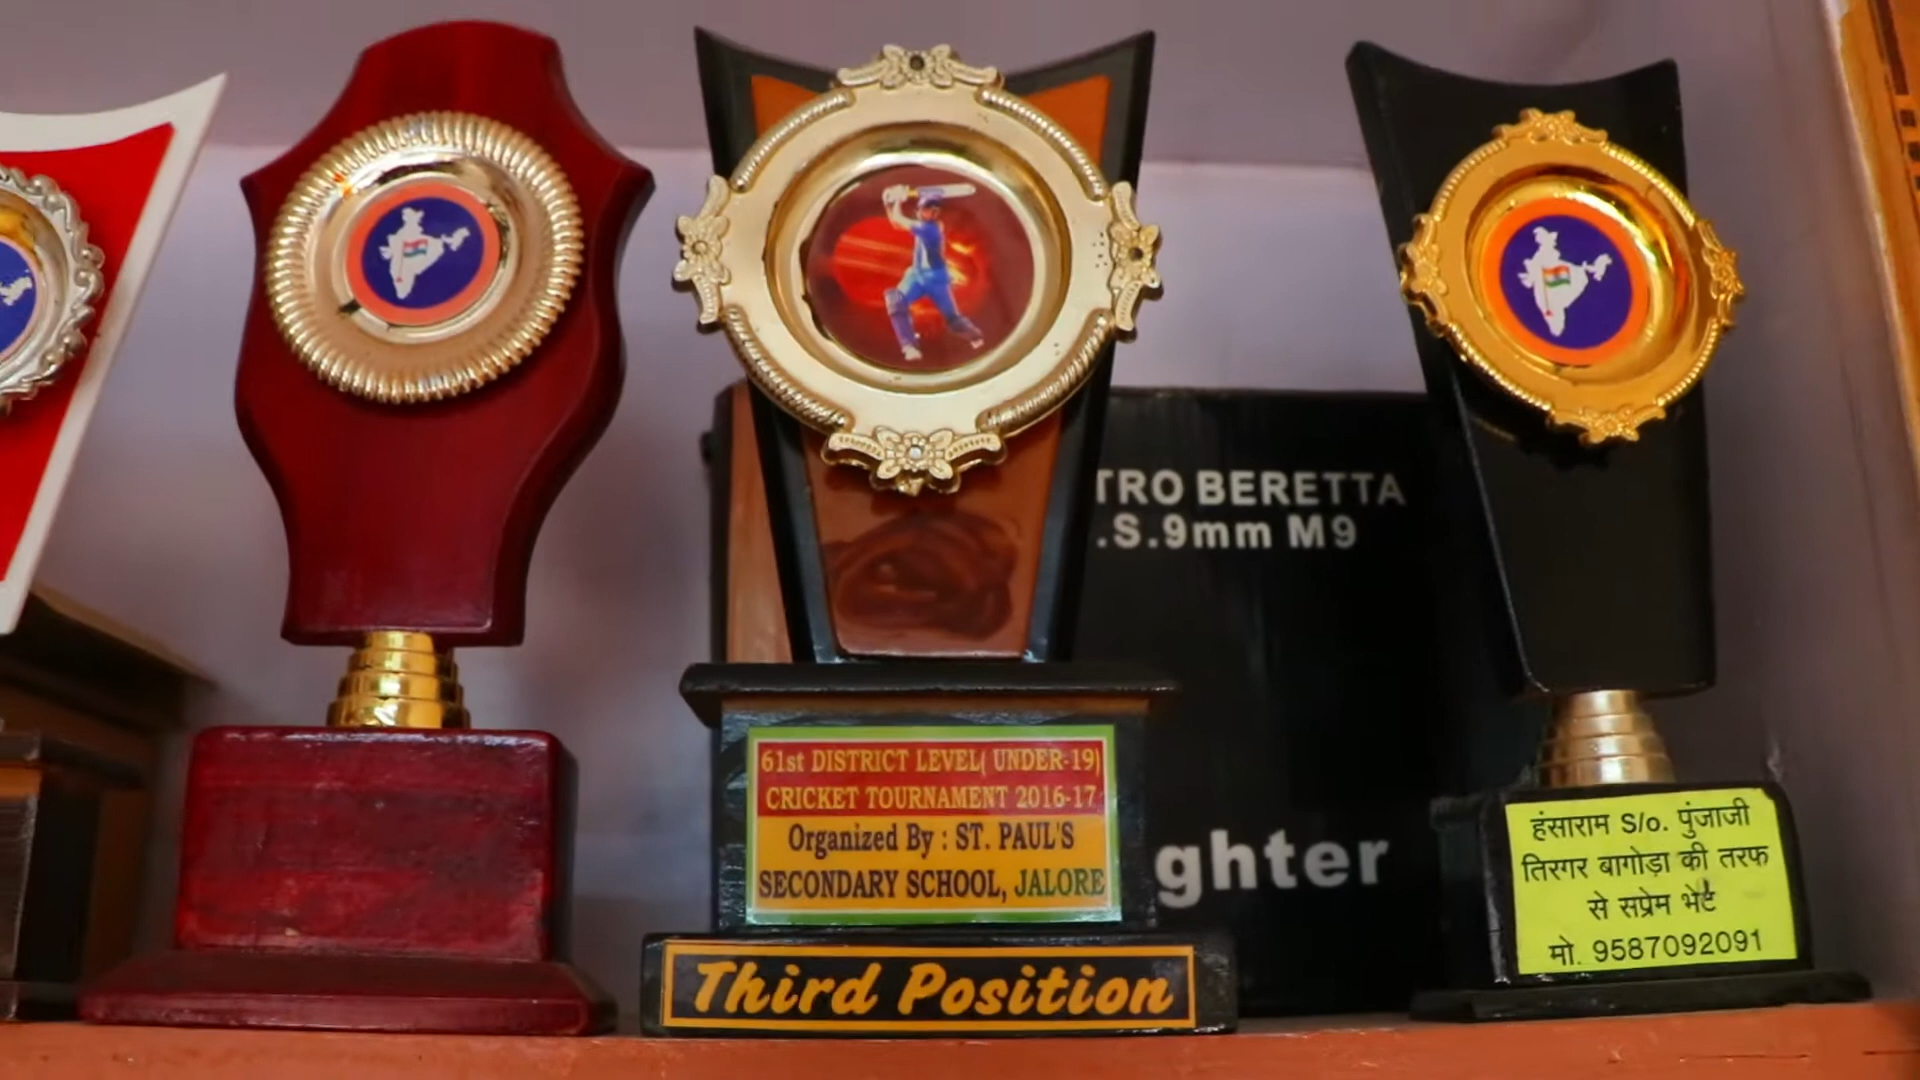 TRO BERETTA
.S.9mm M9
ghter
61st DISTRICT LEVEL( UNDER-19)
CRICKET TOURNAMENT 2016-17
Organized By : ST. PAUL'S
SECONDARY SCHOOL, JALORE
Third Position
हंसाराम S/o. पुंजाजी
तिरगर बागोड़ा की तरफ
से सप्रेम भेंट
मो. 9587092091